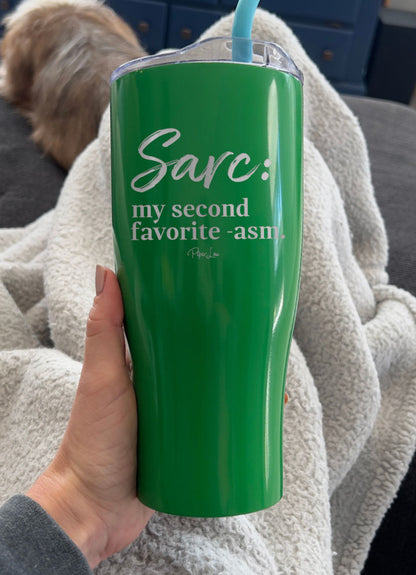 Sarc:
my second
favorite -asm.
Piper Lou